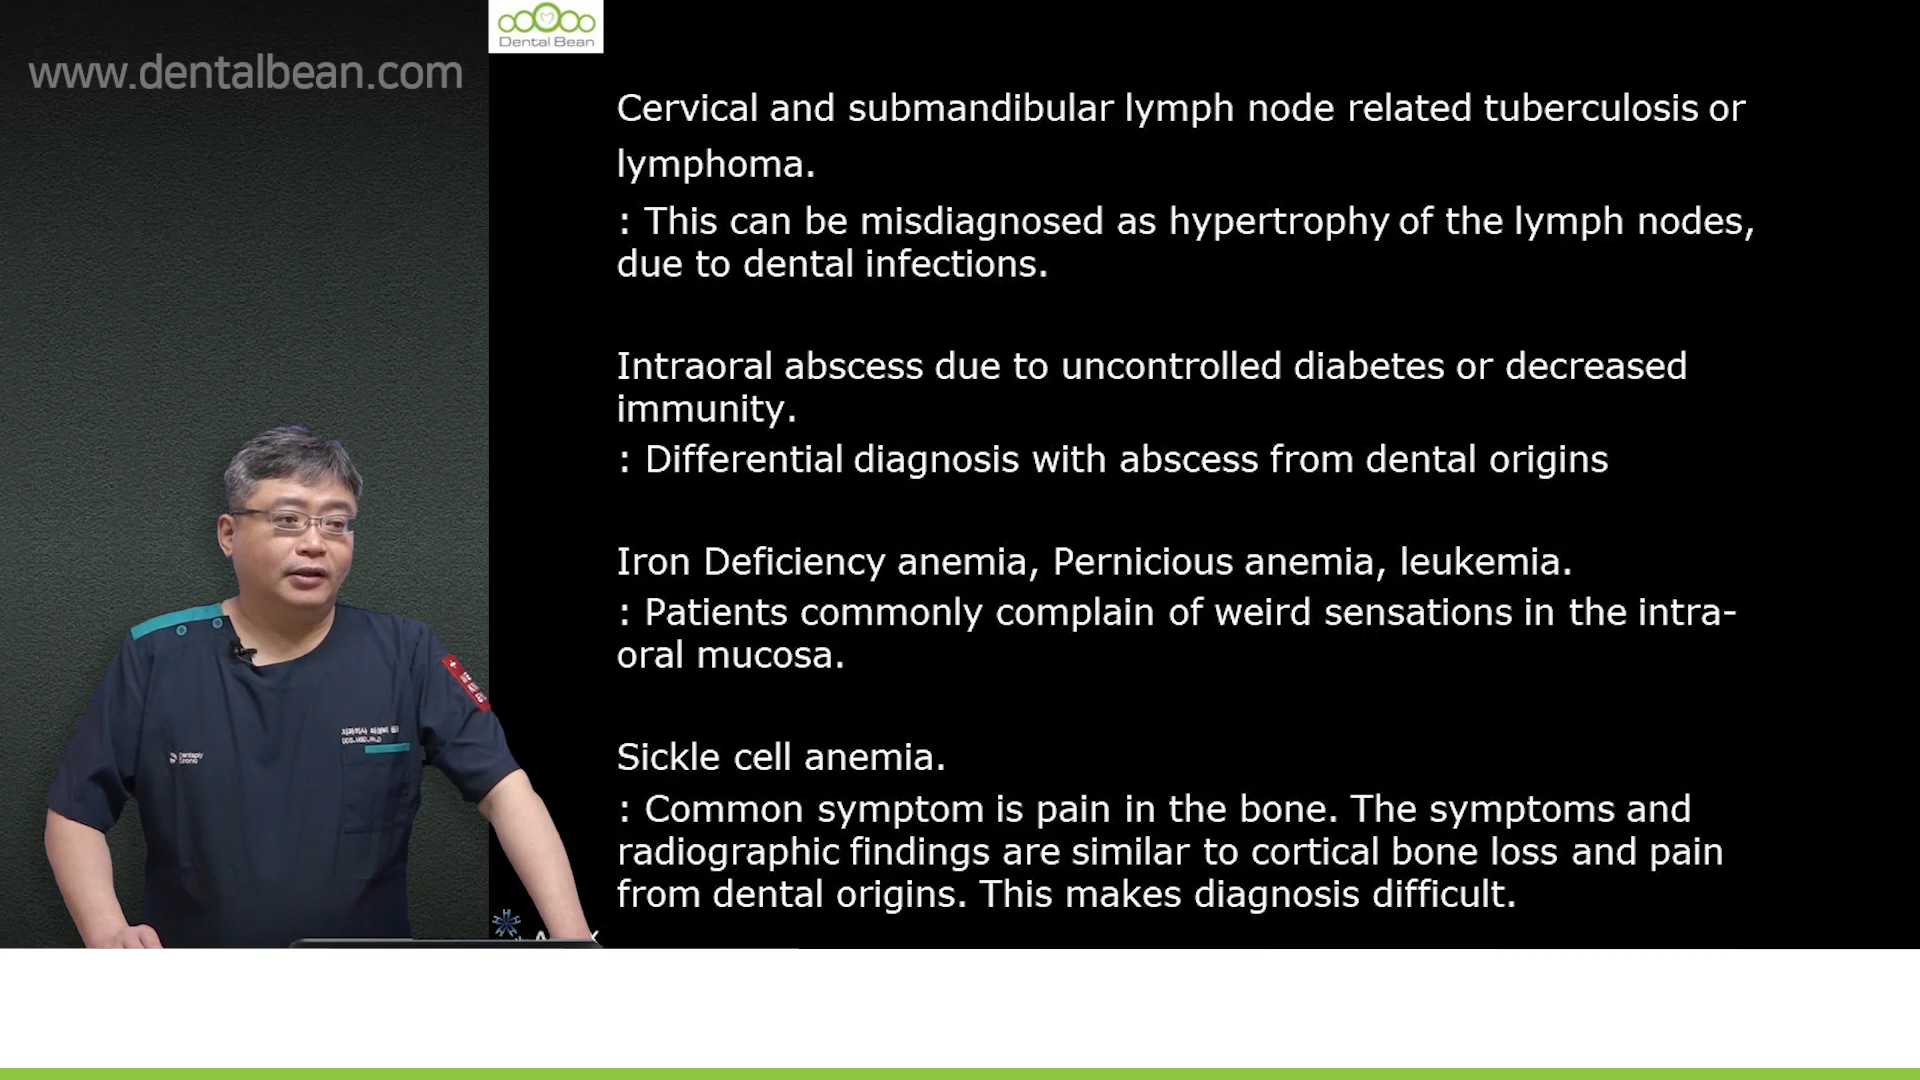 Dental Bean
www.dentalbean.com
Cervical and submandibular lymph node related tuberculosis or
lymphoma.
: This can be misdiagnosed as hypertrophy of the lymph nodes,
due to dental infections.
Intraoral abscess due to uncontrolled diabetes or decreased
immunity.
: Differential diagnosis with abscess from dental origins
Iron Deficiency anemia, Pernicious anemia, leukemia.
: Patients commonly complain of weird sensations in the intra-
oral mucosa.
Sickle cell anemia.
: Common symptom is pain in the bone. The symptoms and
radiographic findings are similar to cortical bone loss and pain
from dental origins. This makes diagnosis difficult.
Dentsply
Sirona